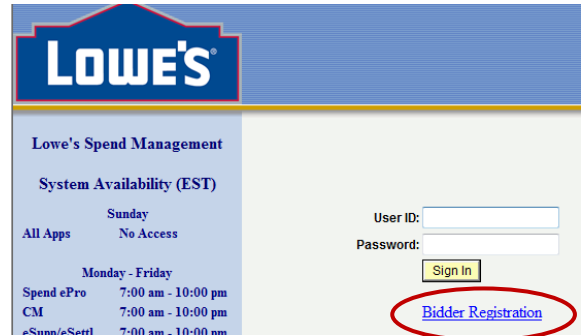 LOWE'S
Lowe's Spend Management
System Availability (EST)
Sunday
All Apps No Access
Monday - Friday
Spend ePro 7:00 am - 10:00 pm
CM 7:00 am - 10:00 pm
eSupp/eSettl 7:00 am - 10:00 pm
User ID:
Password:
Sign In
Bidder Registration